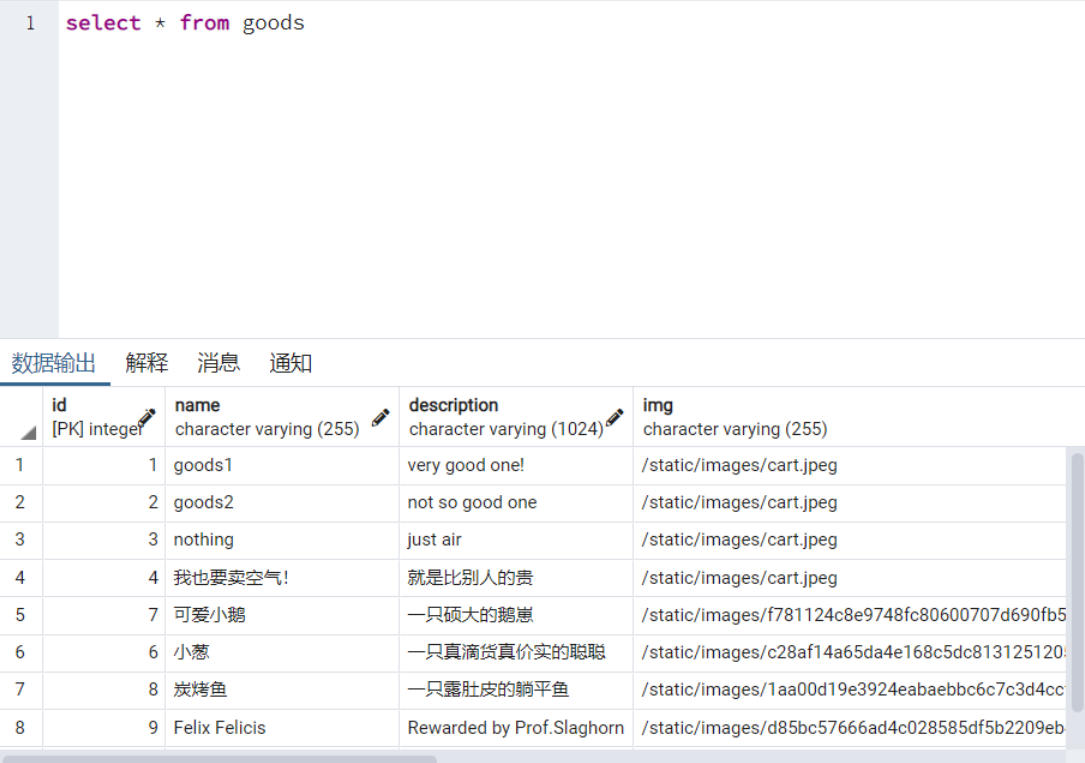 1 select * from goods
数据输出 解释 消息 通知
id name description img
[PK] integer character varying (255) character varying (1024) character varying (255)
1 1 goods1 very good one! /static/images/cart.jpeg
2 2 goods2 not so good one /static/images/cart.jpeg
3 3 nothing just air /static/images/cart.jpeg
4 4 我也要卖空气！ 就是比别人的贵 /static/images/cart.jpeg
5 7 可爱小鹅 一只硕大的鹅崽 /static/images/f781124c8e9748fc80600707d690fb5
6 6 小葱 一只真滴货真价实的聪聪 /static/images/c28af14a65da4e168c5dc813125120
7 8 炭烤鱼 一只露肚皮的躺平鱼 /static/images/1aa00d19e3924eabaebbc6c7c3d4cc
8 9 Felix Felicis Rewarded by Prof.Slaghorn /static/images/d85bc57666ad4c028585df5b2209eb